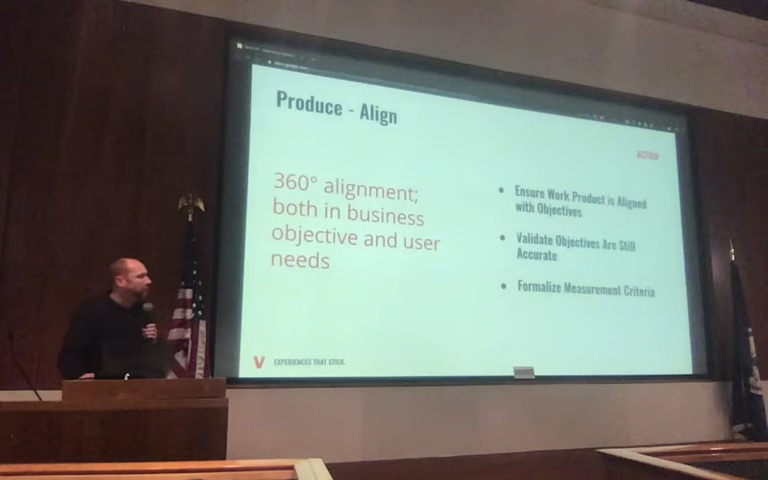 Produce - Align
360° alignment;
both in business
objective and user
needs
Ensure Work Product is Aligned
with Objectives
Validate Objectives Are Still
Accurate
Formalize Measurement Criteria
V EXPERIENCES THAT STICK.